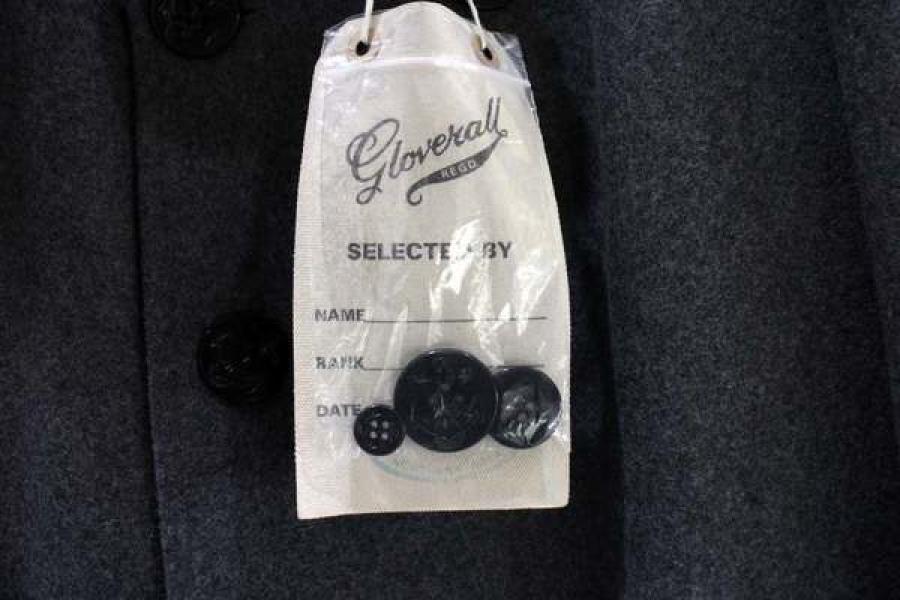 Gloverall
REGD.
SELECTED BY
NAME
RANK
DATE